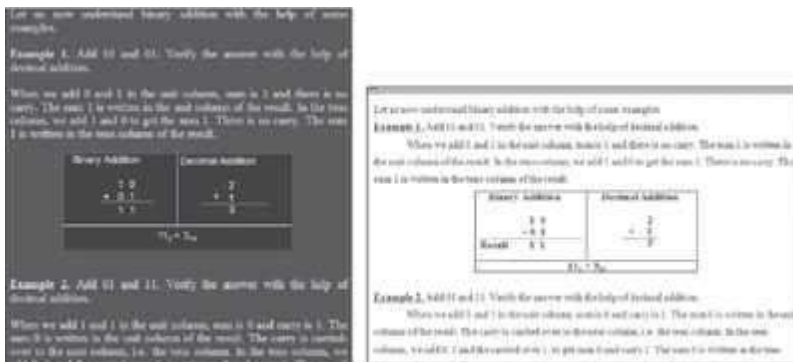 Let us now understand binary addition with the help of some
examples.
Example 1. Add 10 and 01. Verify the answer with the help of
decimal addition.
When we add 0 and 1 in the unit column, sum is 1 and there is no
carry. The sum 1 is written in the unit column of the result. In the tens
column, we add 1 and 0 to get the sum 1. There is no carry. The sum
1 is written in the tens column of the result.
Binary Addition Decimal Addition
1 0 2
+ 0 1 + 1
1 1 3
11₂ = 3₁₀
Example 2. Add 01 and 11. Verify the answer with the help of
decimal addition.
When we add 1 and 1 in the unit column, sum is 0 and carry is 1. The
sum 0 is written in the unit column of the result. The carry is carried
over to the next column, i.e. the tens column. In the tens column, we
Let us now understand binary addition with the help of some examples
Example 1. Add 10 and 01. Verify the answer with the help of decimal addition.
When we add 0 and 1 in the unit column, sum is 1 and there is no carry. The sum 1 is written in
the unit column of the result. In the tens column, we add 1 and 0 to get the sum 1. There is no carry. The
sum 1 is written in the tens column of the result.
Binary Addition Decimal Addition
1 0 2
+ 0 1 + 1
Result 1 1 3
11₂ = 3₁₀
Example 2. Add 01 and 11. Verify the answer with the help of decimal addition.
When we add 1 and 1 in the unit column, sum is 0 and carry is 1. The sum 0 is written in the unit
column of the result. The carry is carried over to the next column, i.e. the tens column. In the tens
column, we add 0, 1 and the carried over 1, to get sum 0 and carry 1. The sum 0 is written in the tens